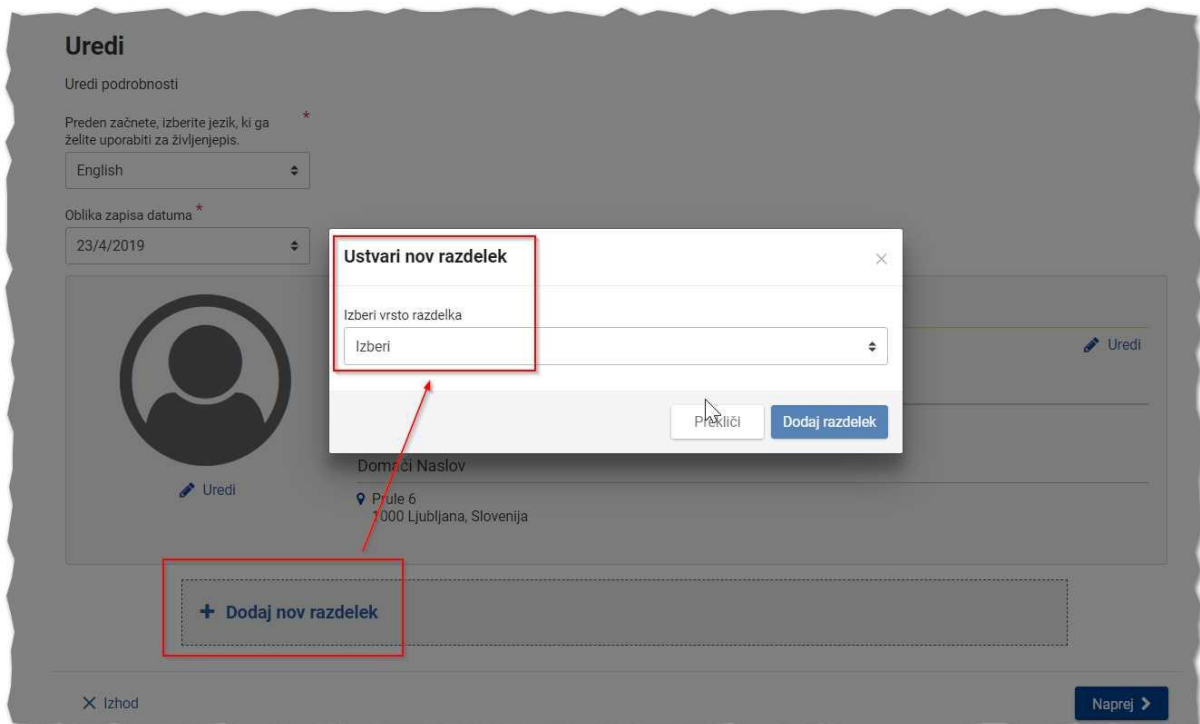 Uredi
Uredi podrobnosti
Preden začnete, izberite jezik, ki ga *
želite uporabiti za življenjepis.
English
Oblika zapisa datuma *
23/4/2019
Ustvari nov razdelek
Izberi vrsto razdelka
Izberi
Prekliči
Dodaj razdelek
Uredi
Uredi
Domači Naslov
Prule 6
1000 Ljubljana, Slovenija
+ Dodaj nov razdelek
Izhod
Naprej